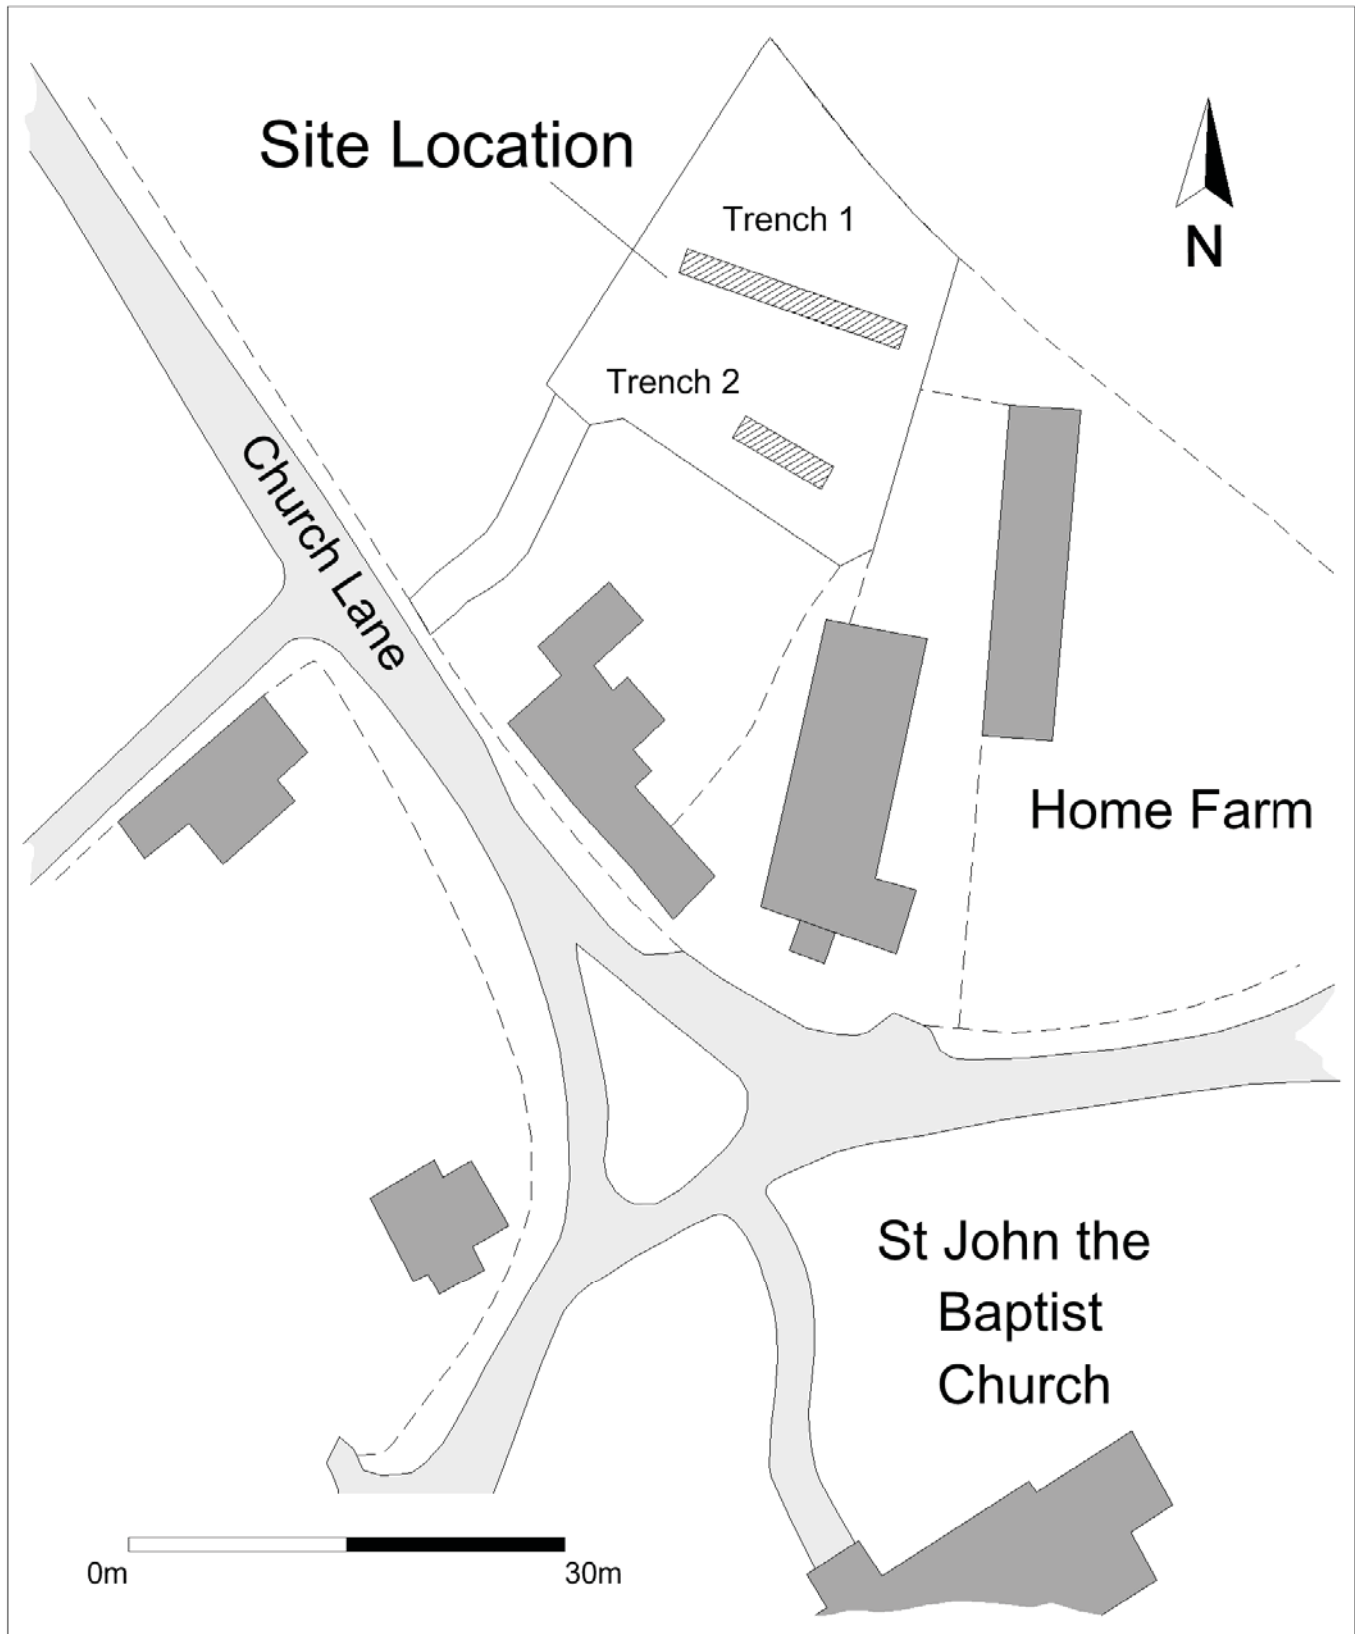 Site Location
Trench 1
N
Trench 2
Church Lane
Home Farm
St John the
Baptist
Church
0m
30m